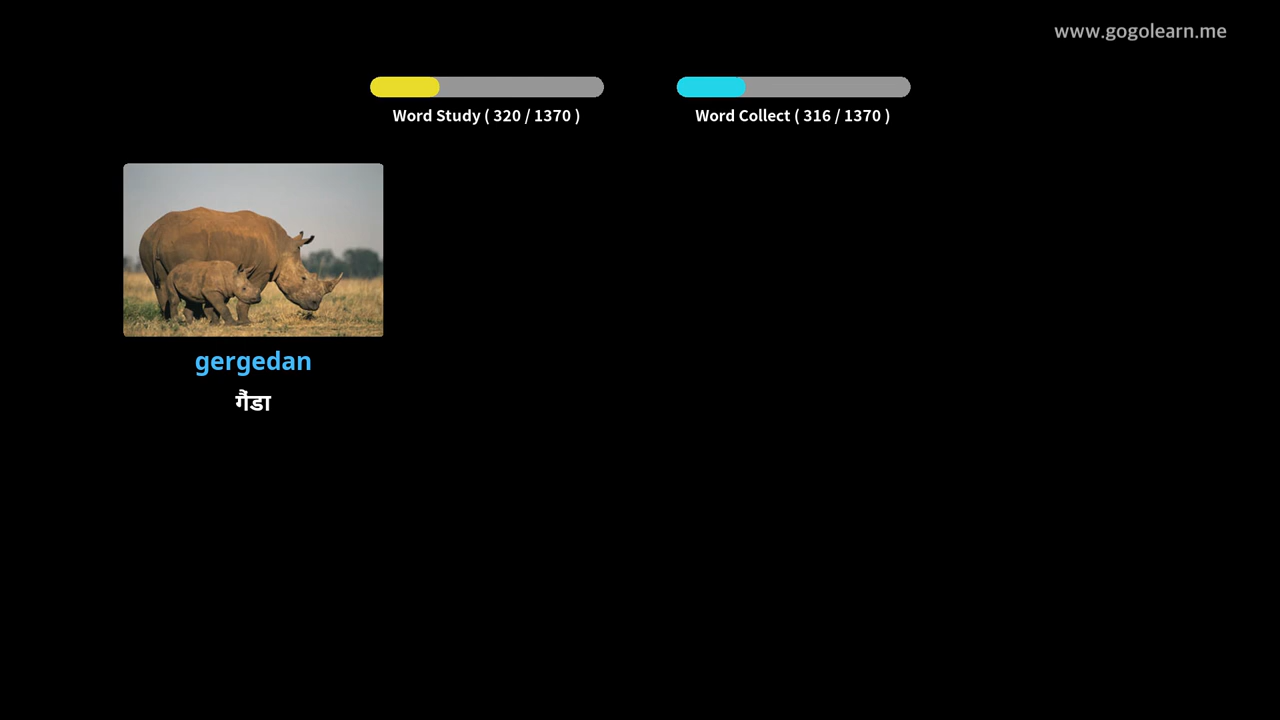 www.gogolearn.me
Word Study ( 320 / 1370 )
Word Collect ( 316 / 1370 )
gergedan
गैंडा